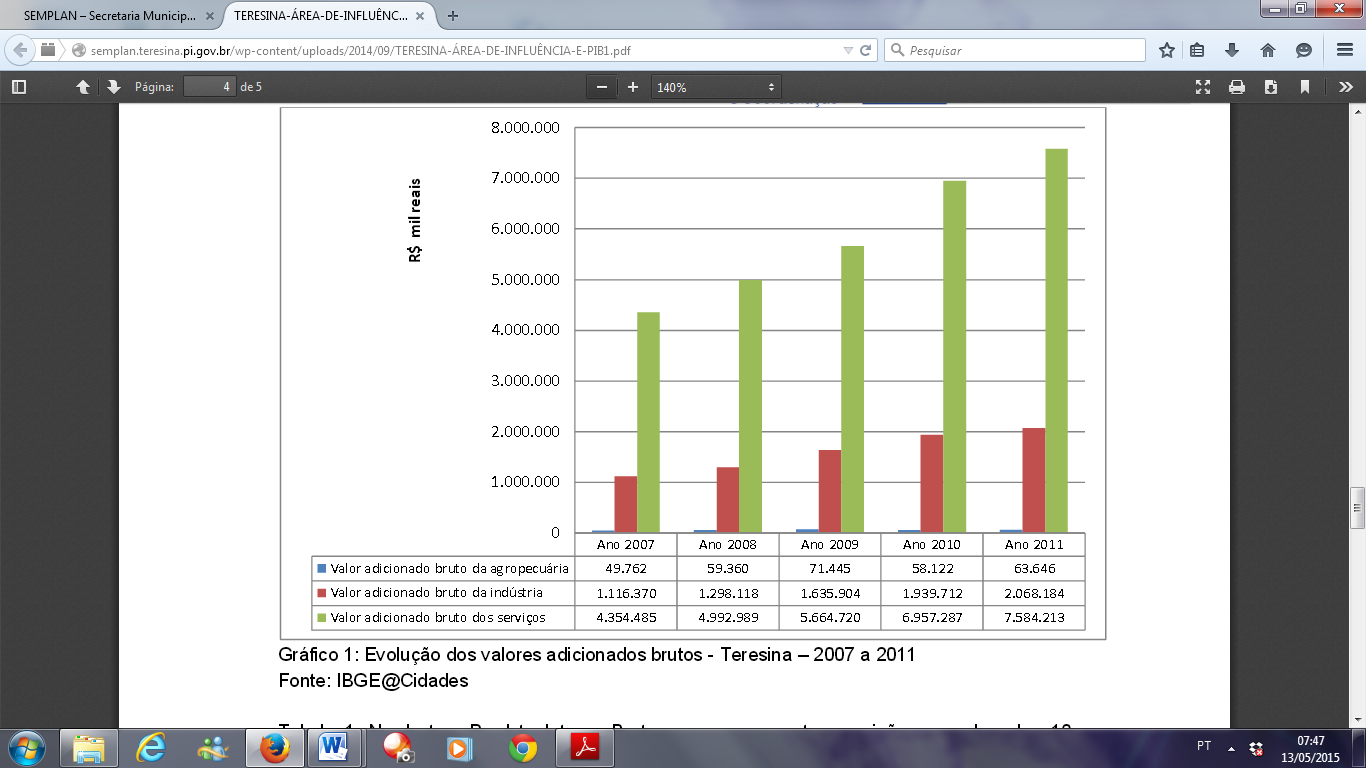 SEMPLAN – Secretaria Municip...
TERESINA-ÁREA-DE-INFLUÊNC...
semplan.teresina.pi.gov.br/wp-content/uploads/2014/09/TERESINA-ÁREA-DE-INFLUÊNCIA-E-PIB1.pdf
Pesquisar
Página: 4 de 5
140%
8.000.000
7.000.000
6.000.000
5.000.000
4.000.000
3.000.000
2.000.000
1.000.000
0
R$ mil reais
Ano 2007 Ano 2008 Ano 2009 Ano 2010 Ano 2011
Valor adicionado bruto da agropecuária 49.762 59.360 71.445 58.122 63.646
Valor adicionado bruto da indústria 1.116.370 1.298.118 1.635.904 1.939.712 2.068.184
Valor adicionado bruto dos serviços 4.354.485 4.992.989 5.664.720 6.957.287 7.584.213
Gráfico 1: Evolução dos valores adicionados brutos - Teresina – 2007 a 2011
Fonte: IBGE@Cidades
PT
07:47
13/05/2015